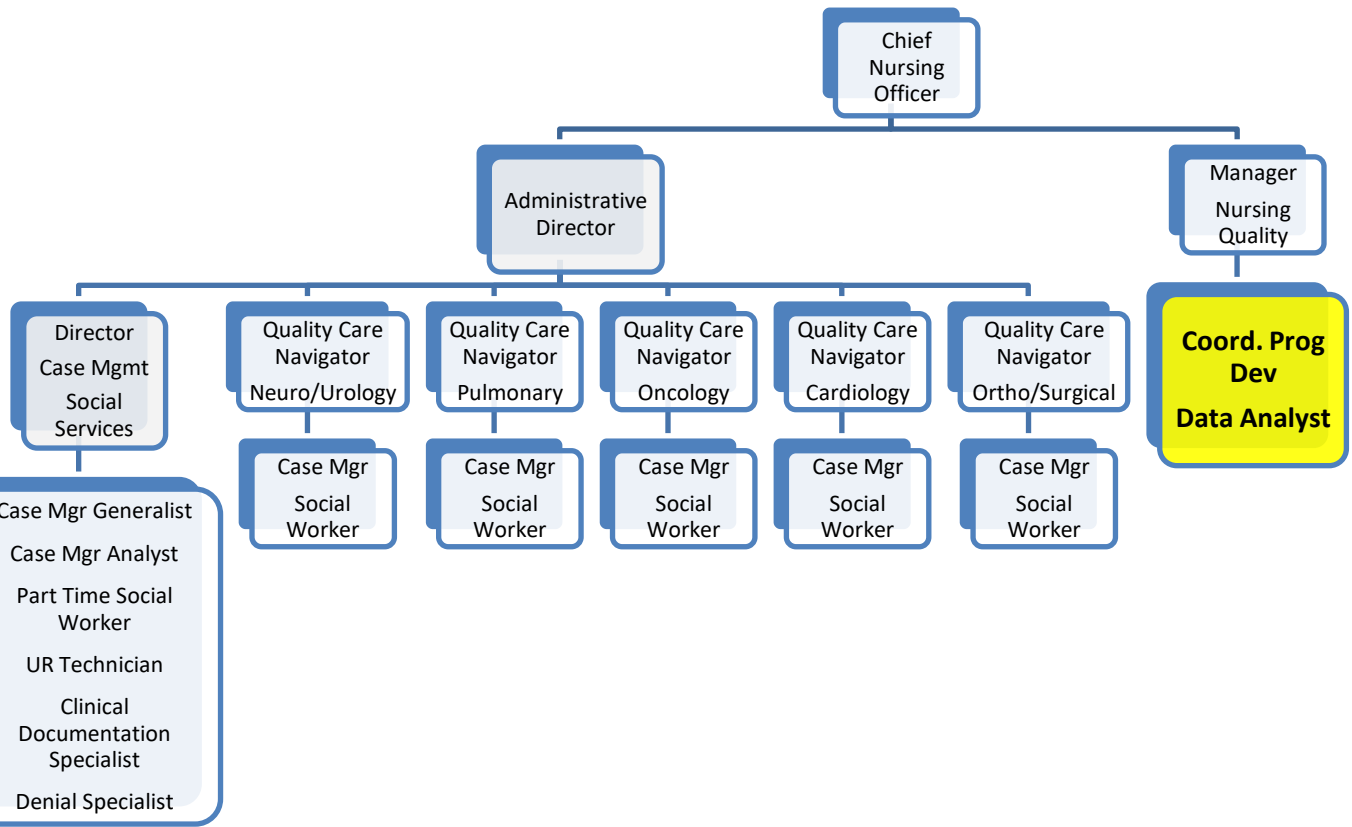 Chief
Nursing
Officer
Administrative
Director
Manager
Nursing
Quality
Director
Case Mgmt
Social
Services
Quality Care
Navigator
Neuro/Urology
Quality Care
Navigator
Pulmonary
Quality Care
Navigator
Oncology
Quality Care
Navigator
Cardiology
Quality Care
Navigator
Ortho/Surgical
Coord. Prog
Dev
Data Analyst
Case Mgr Generalist
Case Mgr Analyst
Part Time Social
Worker
UR Technician
Clinical
Documentation
Specialist
Denial Specialist
Case Mgr
Social
Worker
Case Mgr
Social
Worker
Case Mgr
Social
Worker
Case Mgr
Social
Worker
Case Mgr
Social
Worker